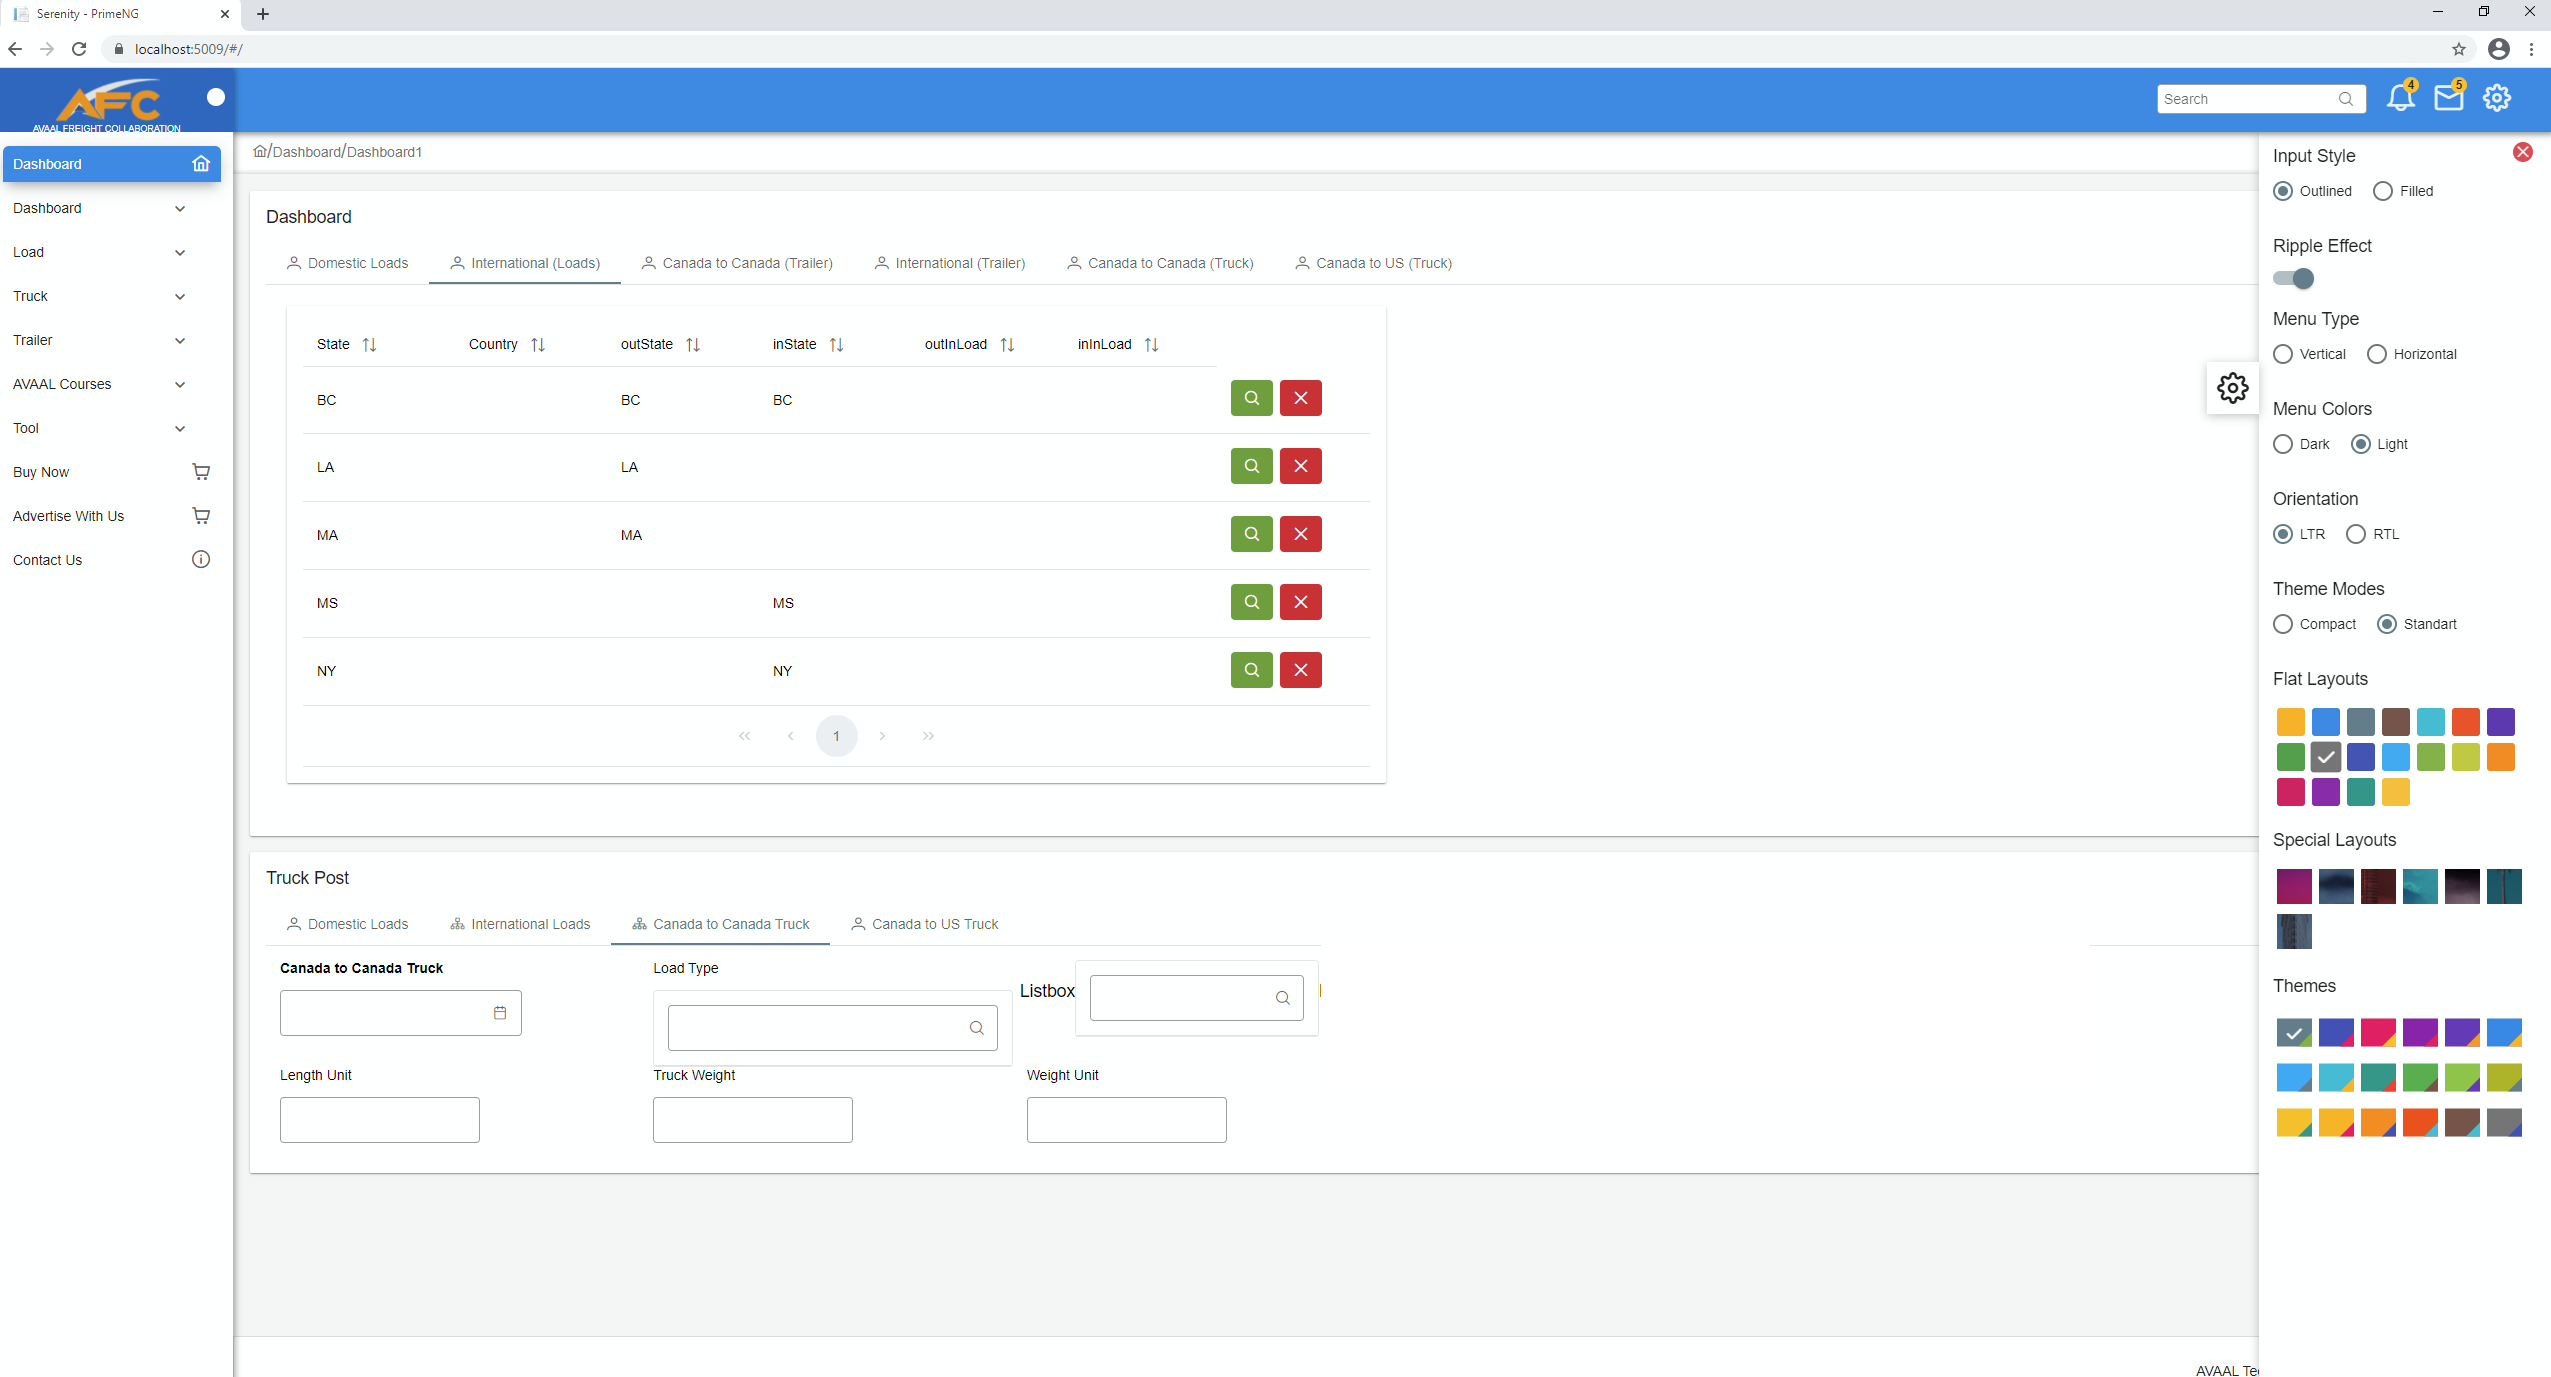 Serenity - PrimeNG
localhost:5009/#/
AFC
AVAAL FREIGHT COLLABORATION
Search
4
5
Dashboard
Dashboard
Load
Truck
Trailer
AVAAL Courses
Tool
Buy Now
Advertise With Us
Contact Us
/Dashboard/Dashboard1
Dashboard
Domestic Loads International (Loads) Canada to Canada (Trailer) International (Trailer) Canada to Canada (Truck) Canada to US (Truck)
State Country outState inState outInLoad inInLoad
BC BC BC
LA LA
MA MA
MS MS
NY NY
1
Truck Post
Domestic Loads International Loads Canada to Canada Truck Canada to US Truck
Canada to Canada Truck Load Type
Listbox
Length Unit Truck Weight Weight Unit
AVAAL
Input Style
Outlined Filled
Ripple Effect
Menu Type
Vertical Horizontal
Menu Colors
Dark Light
Orientation
LTR RTL
Theme Modes
Compact Standart
Flat Layouts
Special Layouts
Themes